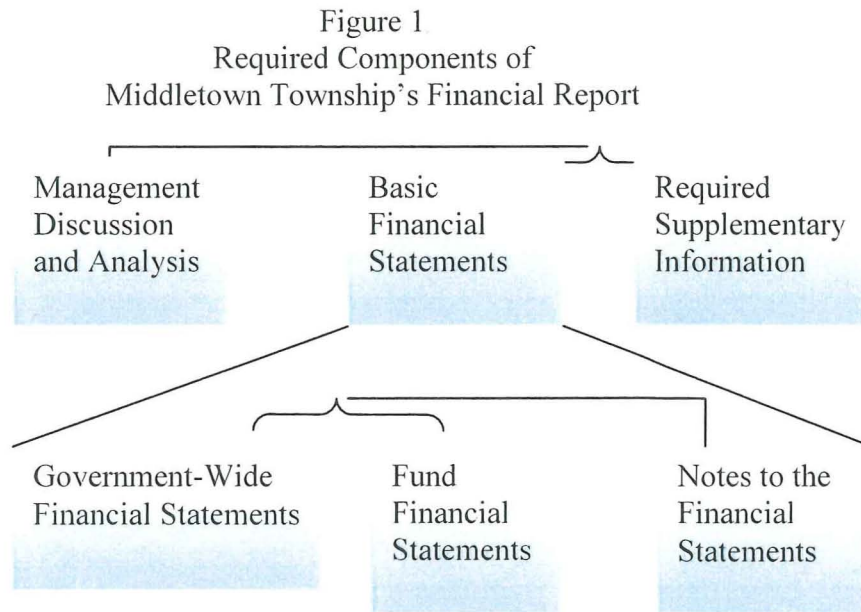 Figure 1
Required Components of
Middletown Township's Financial Report
Management
Discussion
and Analysis
Basic
Financial
Statements
Required
Supplementary
Information
Government-Wide
Financial Statements
Fund
Financial
Statements
Notes to the
Financial
Statements